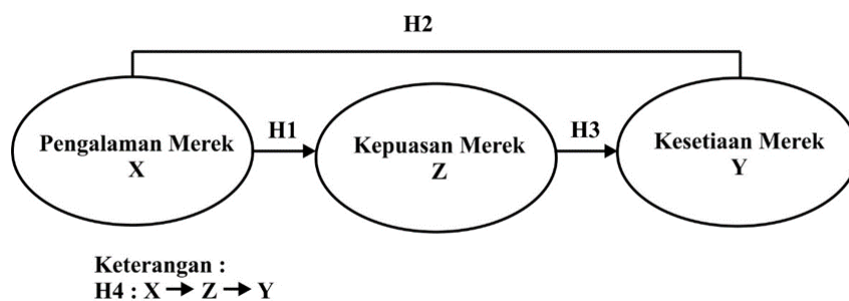 H2
Pengalaman Merek
X
H1
Kepuasan Merek
Z
H3
Kesetiaan Merek
Y
Keterangan :
H4 : X → Z → Y